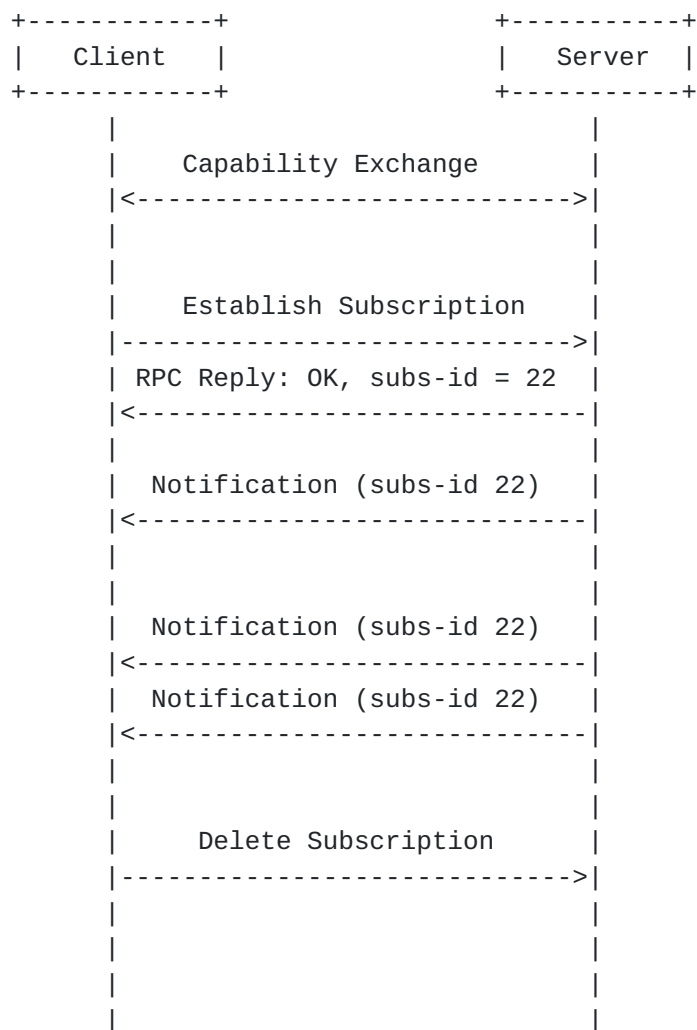 +------------+                 +-----------+
|   Client   |                 |   Server  |
+------------+                 +-----------+
      |                              |
      |    Capability Exchange       |
      |<---------------------------->|
      |                              |
      |                              |
      |    Establish Subscription    |
      |----------------------------->|
      | RPC Reply: OK, subs-id = 22  |
      |<-----------------------------|
      |                              |
      |  Notification (subs-id 22)   |
      |<-----------------------------|
      |                              |
      |                              |
      |  Notification (subs-id 22)   |
      |<-----------------------------|
      |  Notification (subs-id 22)   |
      |<-----------------------------|
      |                              |
      |                              |
      |     Delete Subscription      |
      |----------------------------->|
      |                              |
      |                              |
      |                              |
      |                              |